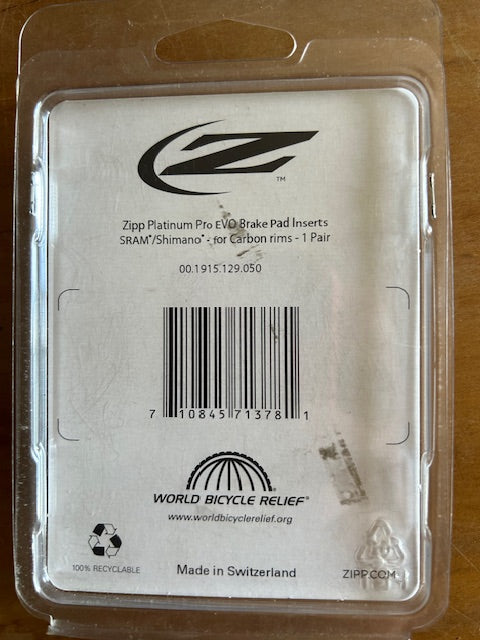 Z™
Zipp Platinum Pro EVO Brake Pad Inserts
SRAM®/Shimano® - for Carbon rims - 1 Pair
00.1915.129.050
7 10845 71378 1
WORLD BICYCLE RELIEF®
www.worldbicyclerelief.org
100% RECYCLABLE
Made in Switzerland
ZIPP.COM